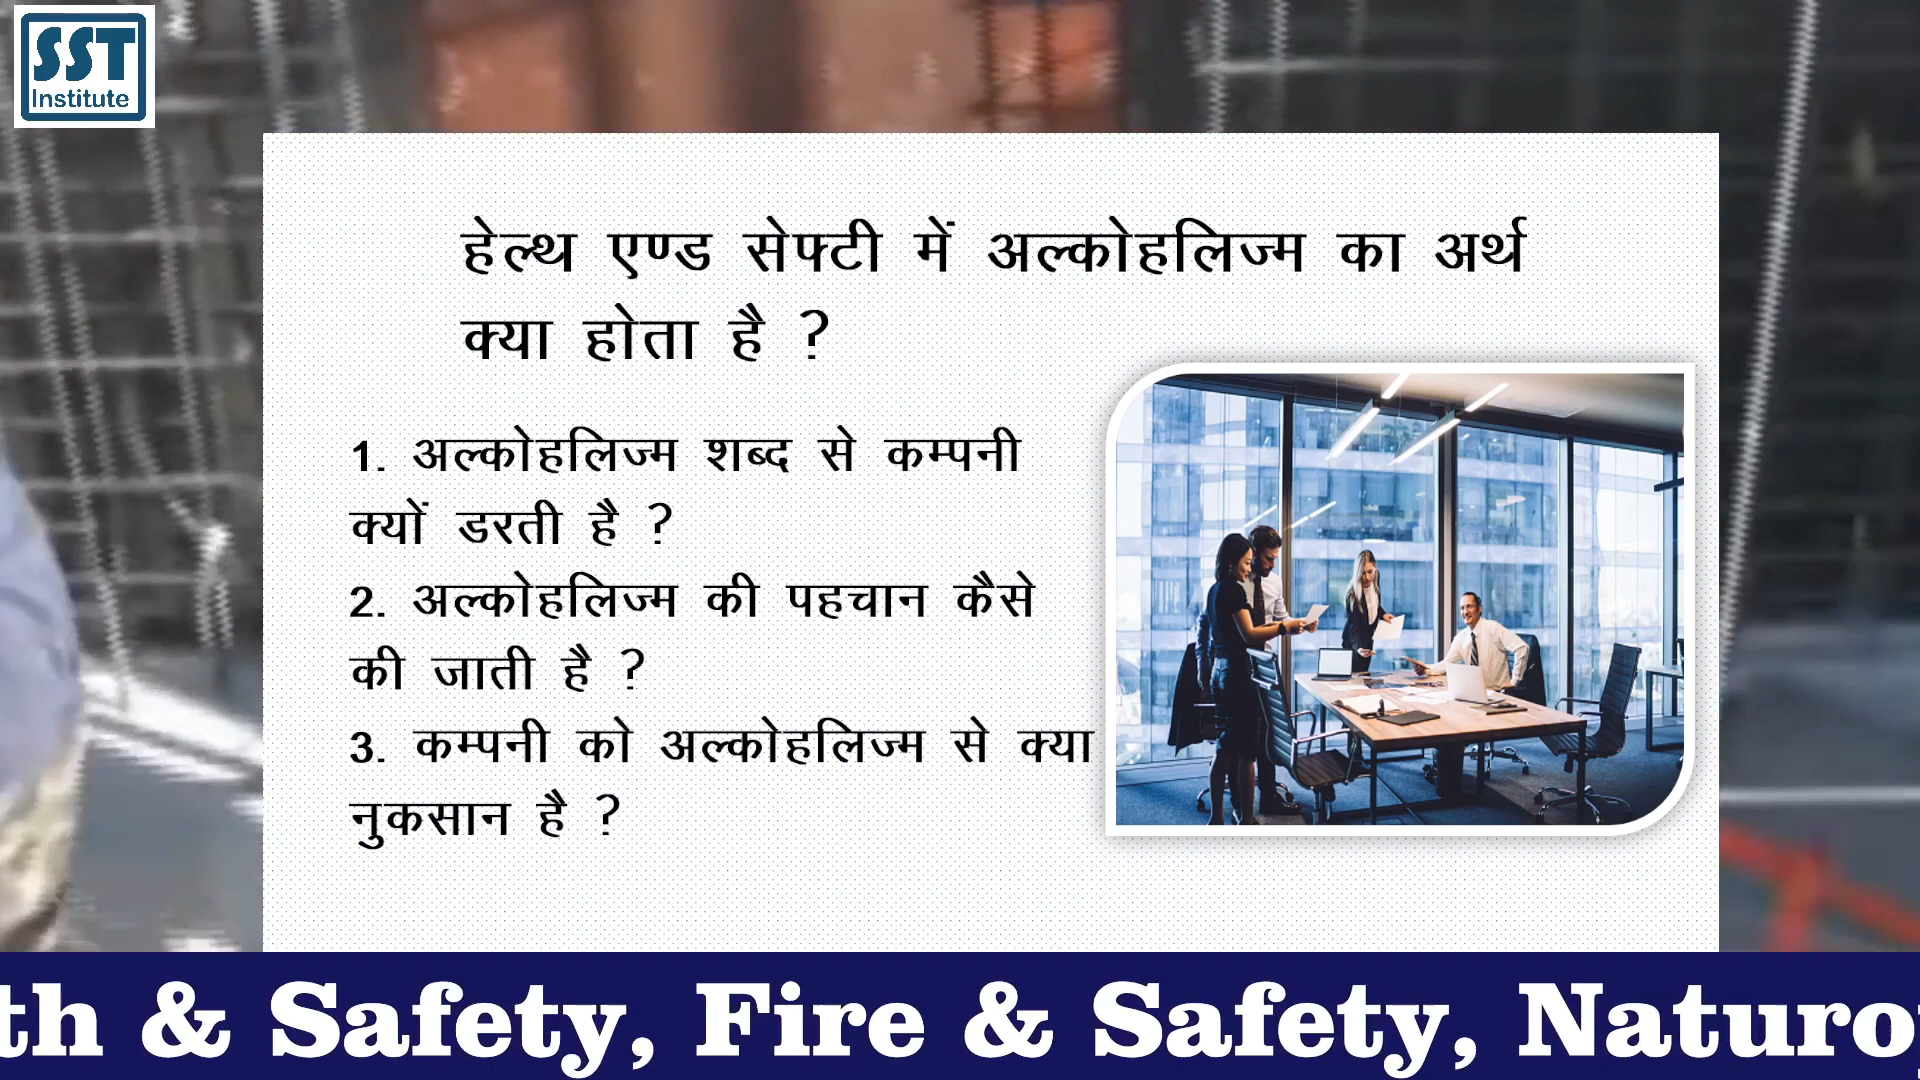 SST
Institute
हेल्थ एण्ड सेफ्टी में अल्कोहलिज्म का अर्थ
क्या होता है ?
1. अल्कोहलिज्म शब्द से कम्पनी
क्यों डरती है ?
2. अल्कोहलिज्म की पहचान कैसे
की जाती है ?
3. कम्पनी को अल्कोहलिज्म से क्या
नुकसान है ?
th & Safety, Fire & Safety, Naturo